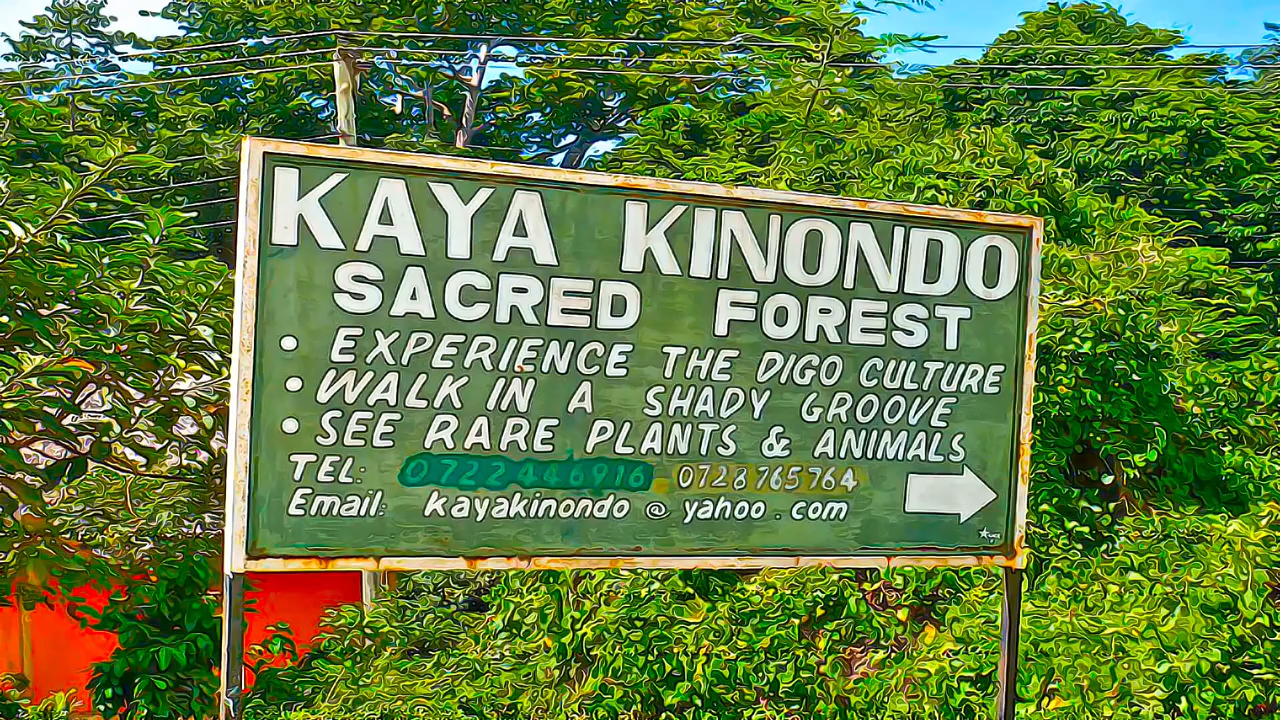 KAYA KINONDO
SACRED FOREST
• EXPERIENCE THE DIGO CULTURE
• WALK IN A SHADY GROOVE
• SEE RARE PLANTS & ANIMALS
TEL: 0722446916 0728765764
Email: kayakinondo @ yahoo . com